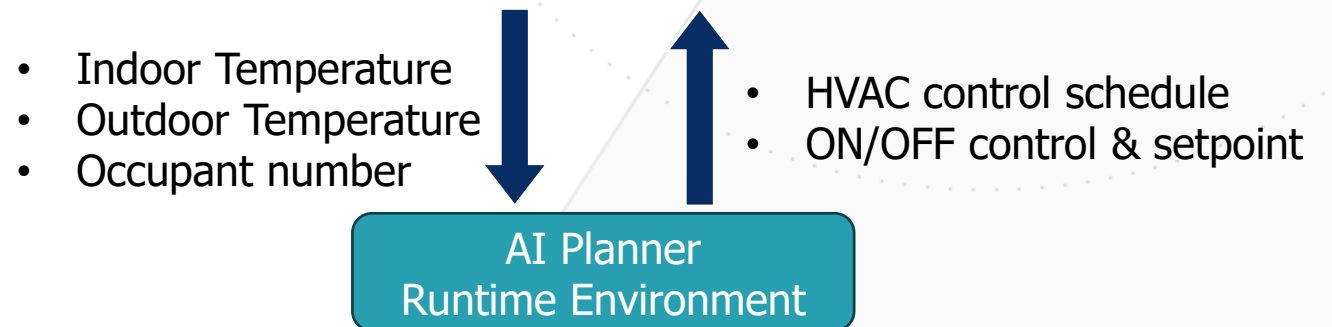 • Indoor Temperature
• Outdoor Temperature
• Occupant number
• HVAC control schedule
• ON/OFF control & setpoint
AI Planner
Runtime Environment